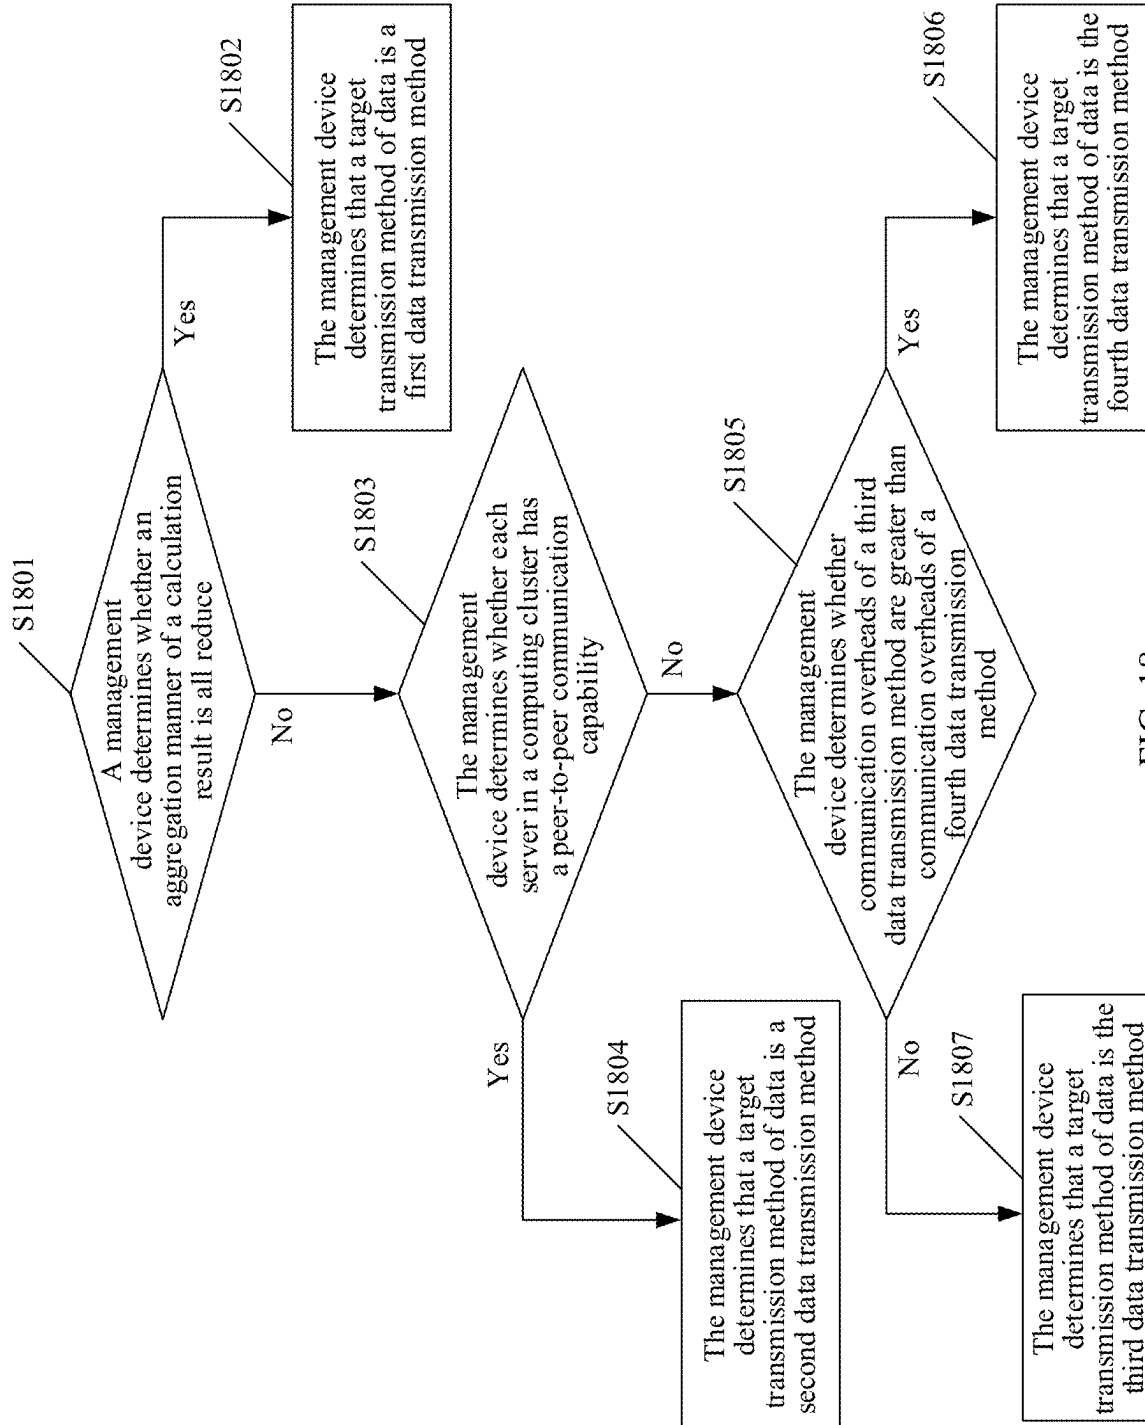 S1801
A management
device determines whether an
aggregation manner of a calculation
result is all reduce
Yes
No
S1802
The management device
determines that a target
transmission method of data is a
first data transmission method
S1803
The management
device determines whether each
server in a computing cluster has
a peer-to-peer communication
capability
Yes
No
S1804
The management device
determines that a target
transmission method of data is a
second data transmission method
S1805
The management
device determines whether
communication overheads of a third
data transmission method are greater than
communication overheads of a
fourth data transmission
method
Yes
No
S1806
The management device
determines that a target
transmission method of data is the
fourth data transmission method
S1807
The management device
determines that a target
transmission method of data is the
third data transmission method